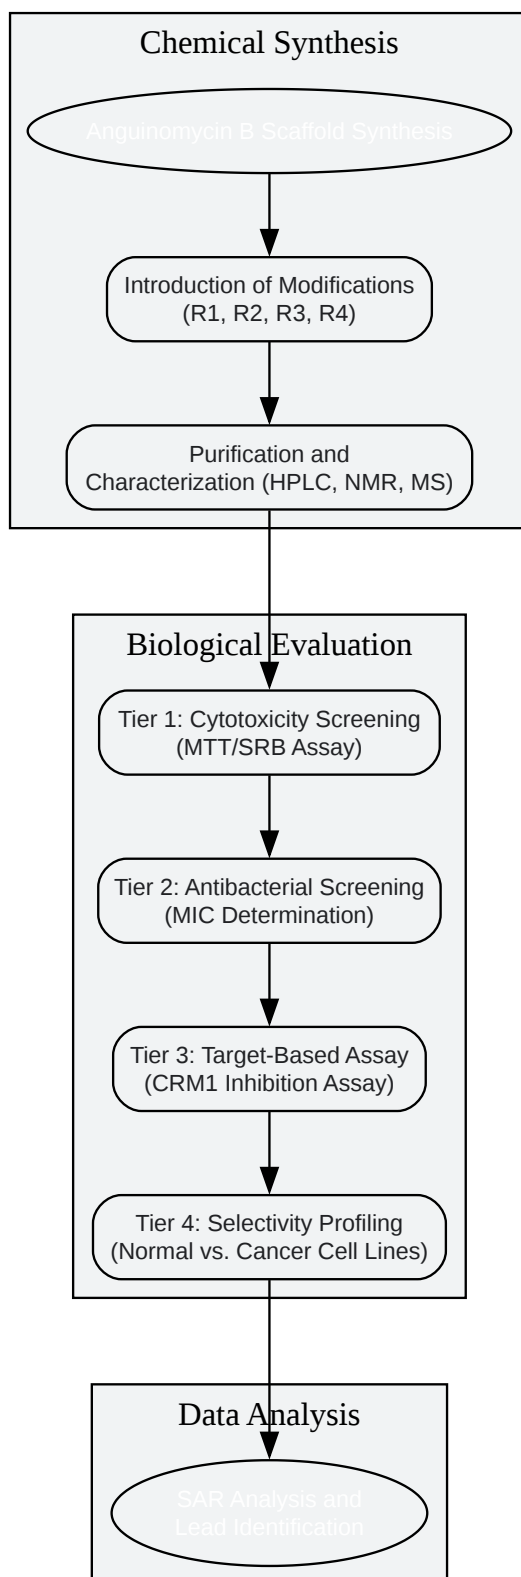 Chemical Synthesis
Anguinomycin B Scaffold Synthesis
Introduction of Modifications
(R1, R2, R3, R4)
Purification and
Characterization (HPLC, NMR, MS)
Biological Evaluation
Tier 1: Cytotoxicity Screening
(MTT/SRB Assay)
Tier 2: Antibacterial Screening
(MIC Determination)
Tier 3: Target-Based Assay
(CRM1 Inhibition Assay)
Tier 4: Selectivity Profiling
(Normal vs. Cancer Cell Lines)
Data Analysis
SAR Analysis and
Lead Identification